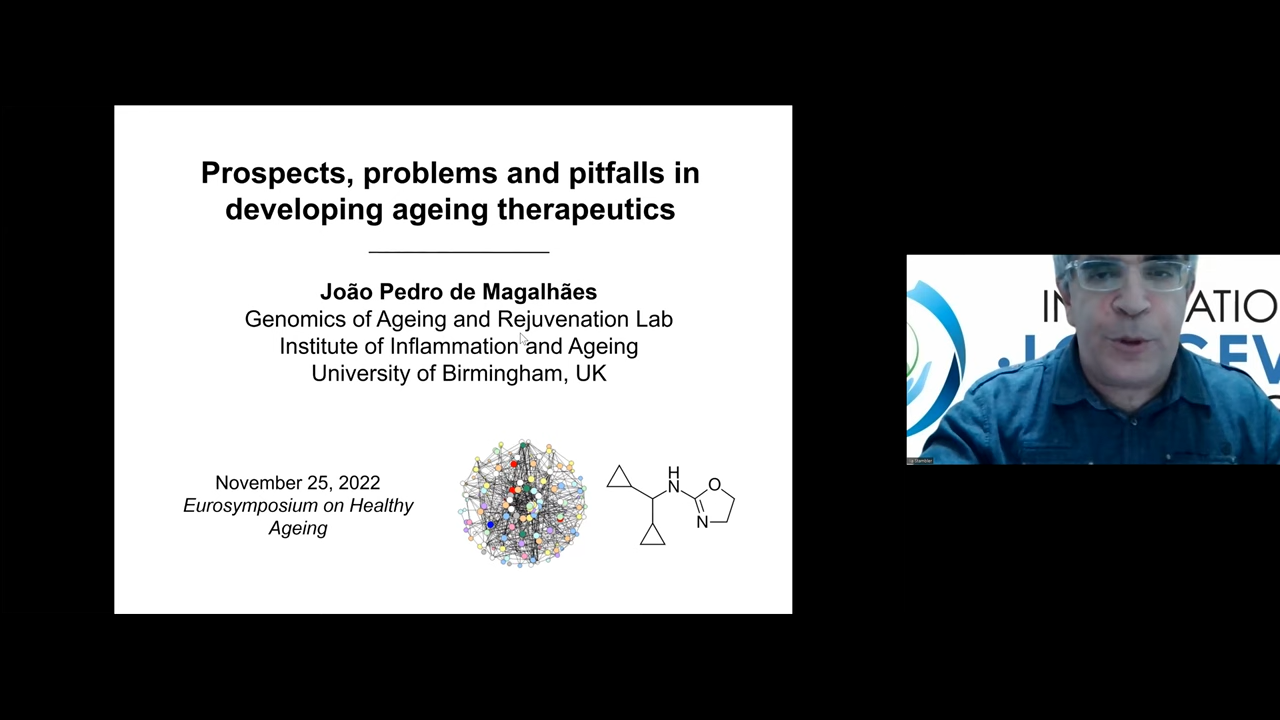 Prospects, problems and pitfalls in
developing ageing therapeutics
João Pedro de Magalhães
Genomics of Ageing and Rejuvenation Lab
Institute of Inflammation and Ageing
University of Birmingham, UK
November 25, 2022
Eurosymposium on Healthy
Ageing
H
N
O
N